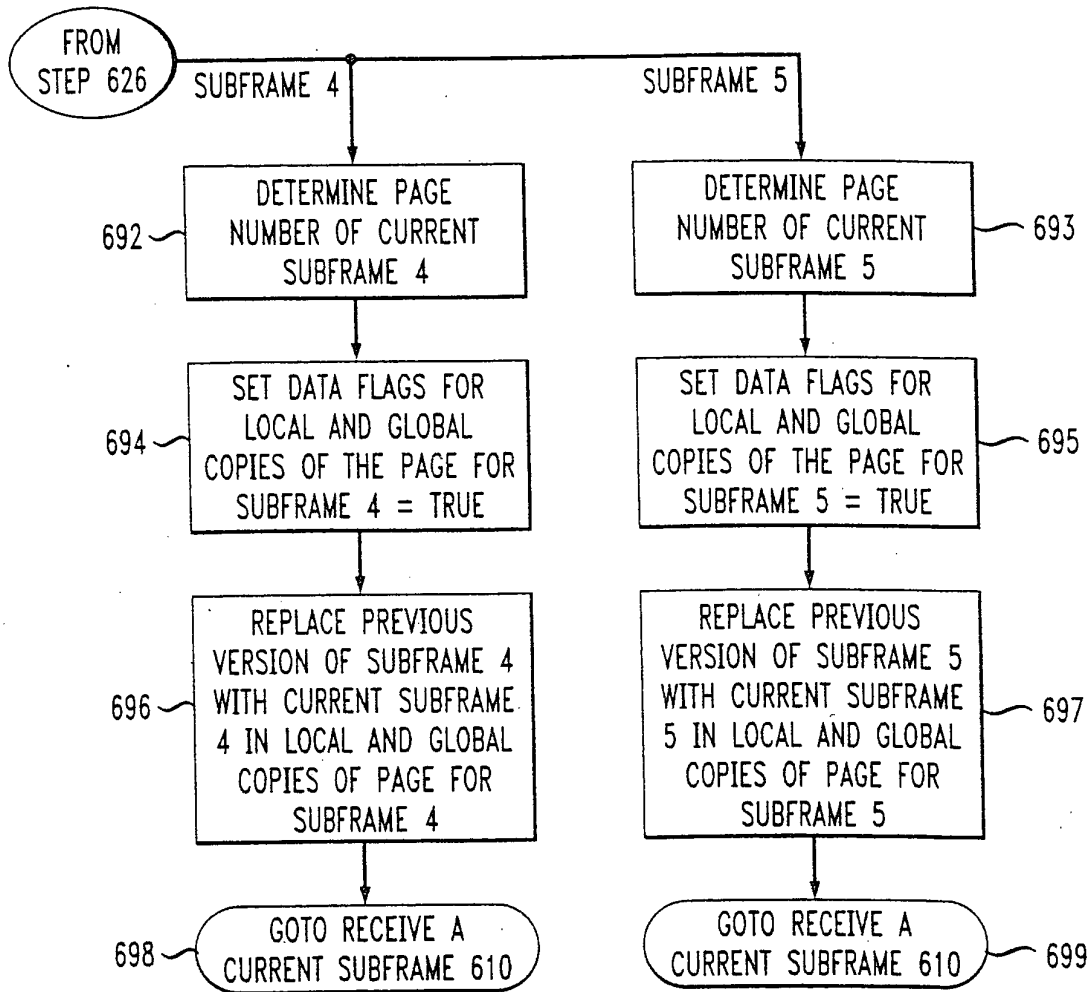 FROM
STEP 626
SUBFRAME 4
SUBFRAME 5
692
DETERMINE PAGE
NUMBER OF CURRENT
SUBFRAME 4
DETERMINE PAGE
NUMBER OF CURRENT
SUBFRAME 5
693
694
SET DATA FLAGS FOR
LOCAL AND GLOBAL
COPIES OF THE PAGE FOR
SUBFRAME 4 = TRUE
SET DATA FLAGS FOR
LOCAL AND GLOBAL
COPIES OF THE PAGE FOR
SUBFRAME 5 = TRUE
695
696
REPLACE PREVIOUS
VERSION OF SUBFRAME 4
WITH CURRENT SUBFRAME
4 IN LOCAL AND GLOBAL
COPIES OF PAGE FOR
SUBFRAME 4
REPLACE PREVIOUS
VERSION OF SUBFRAME 5
WITH CURRENT SUBFRAME
5 IN LOCAL AND GLOBAL
COPIES OF PAGE FOR
SUBFRAME 5
697
698
GOTO RECEIVE A
CURRENT SUBFRAME 610
GOTO RECEIVE A
CURRENT SUBFRAME 610
699